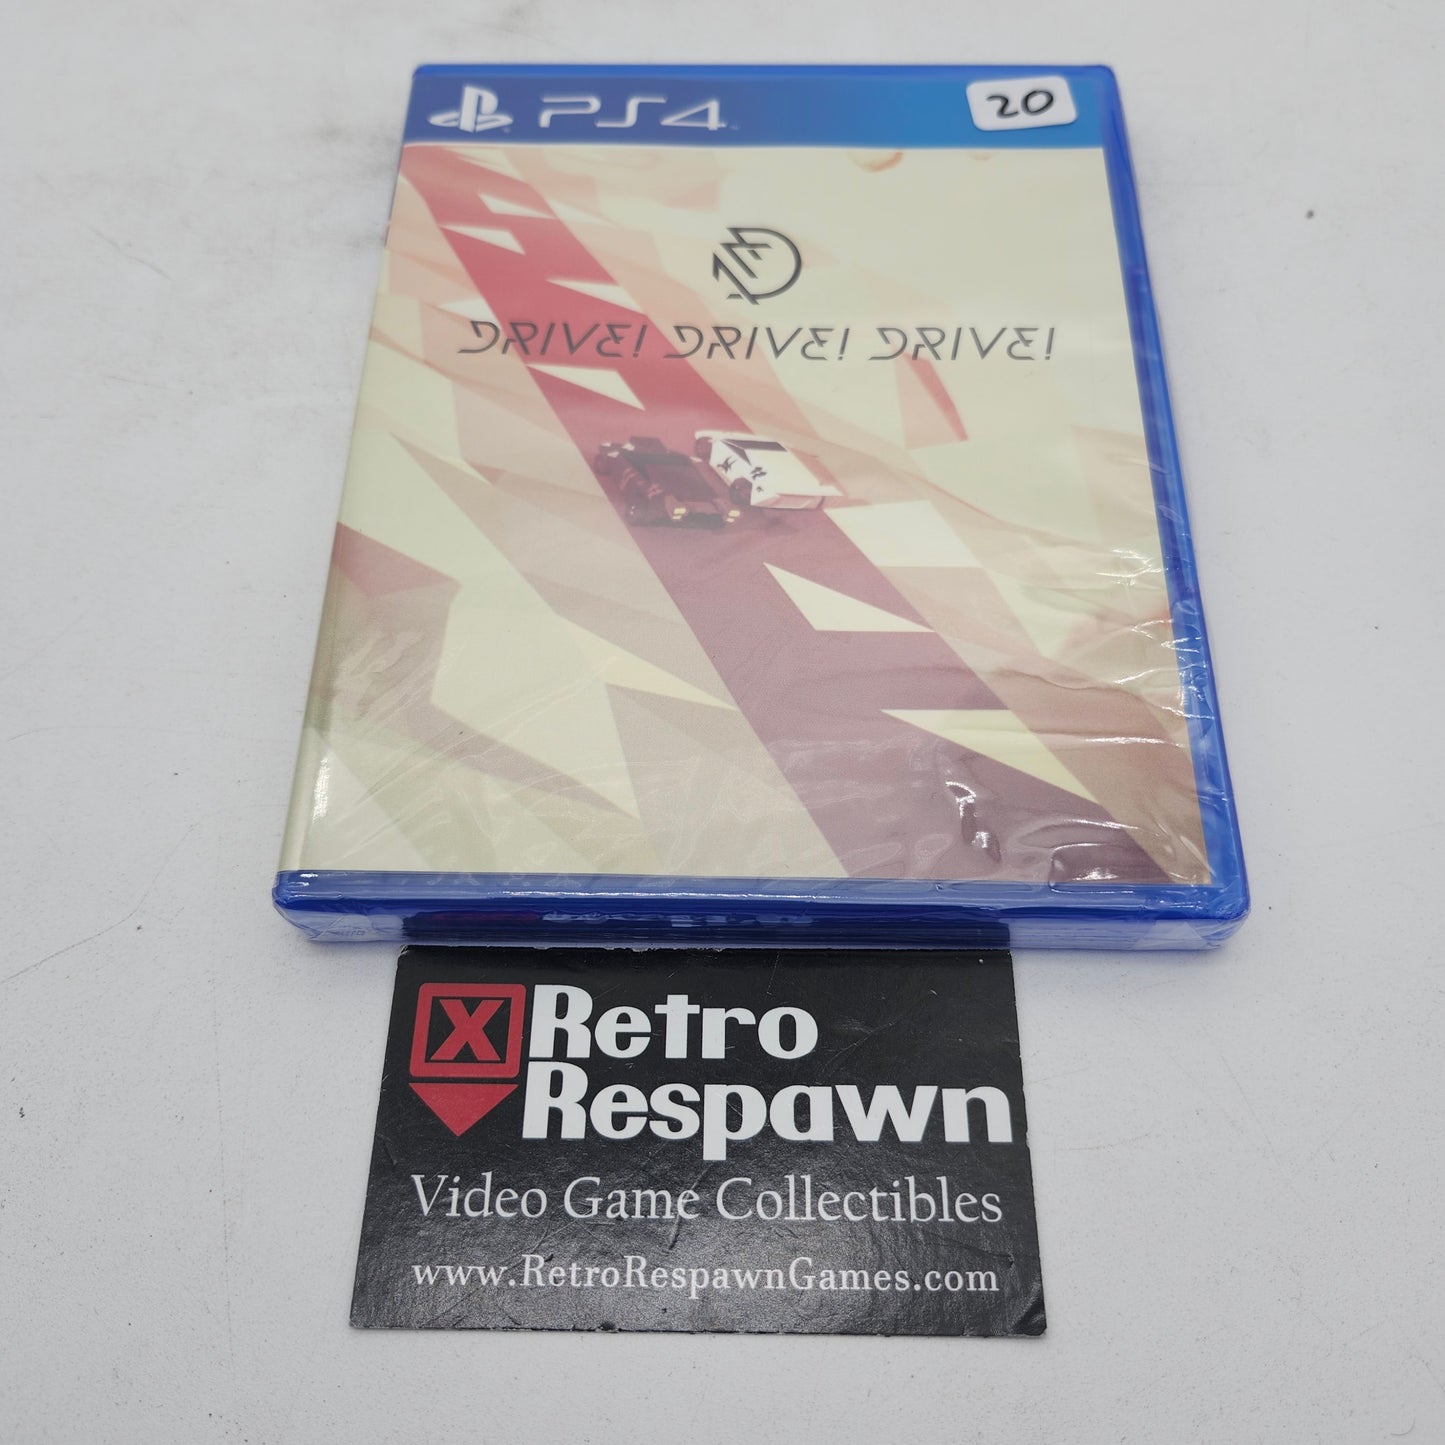 PS4
20
DRIVE! DRIVE! DRIVE!
X Retro
Respawn
Video Game Collectibles
www.RetroRespawnGames.com